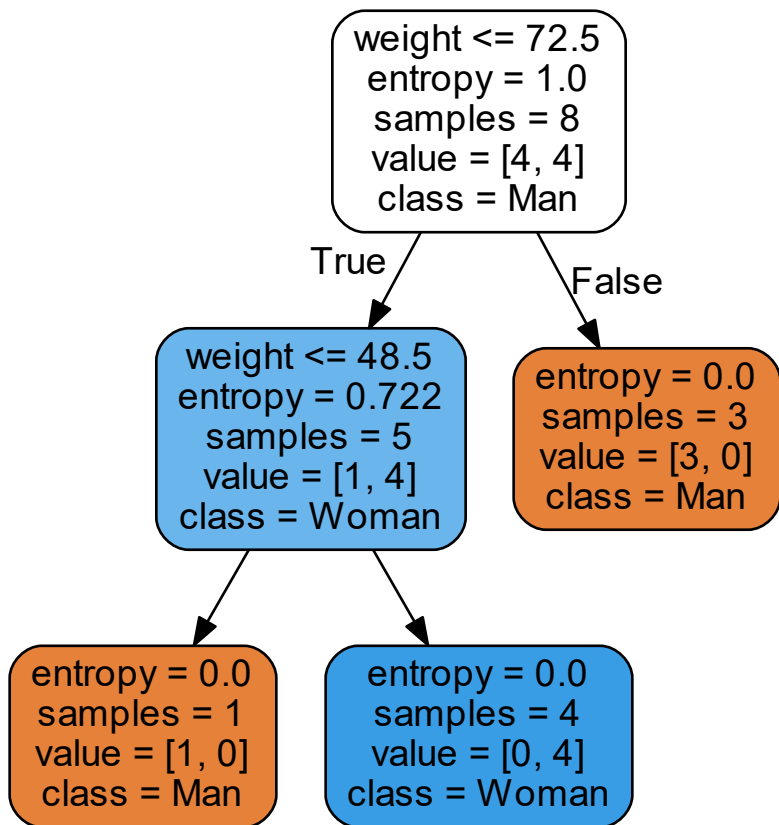 weight <= 72.5
entropy = 1.0
samples = 8
value = [4, 4]
class = Man
True
False
weight <= 48.5
entropy = 0.722
samples = 5
value = [1, 4]
class = Woman
entropy = 0.0
samples = 3
value = [3, 0]
class = Man
entropy = 0.0
samples = 1
value = [1, 0]
class = Man
entropy = 0.0
samples = 4
value = [0, 4]
class = Woman